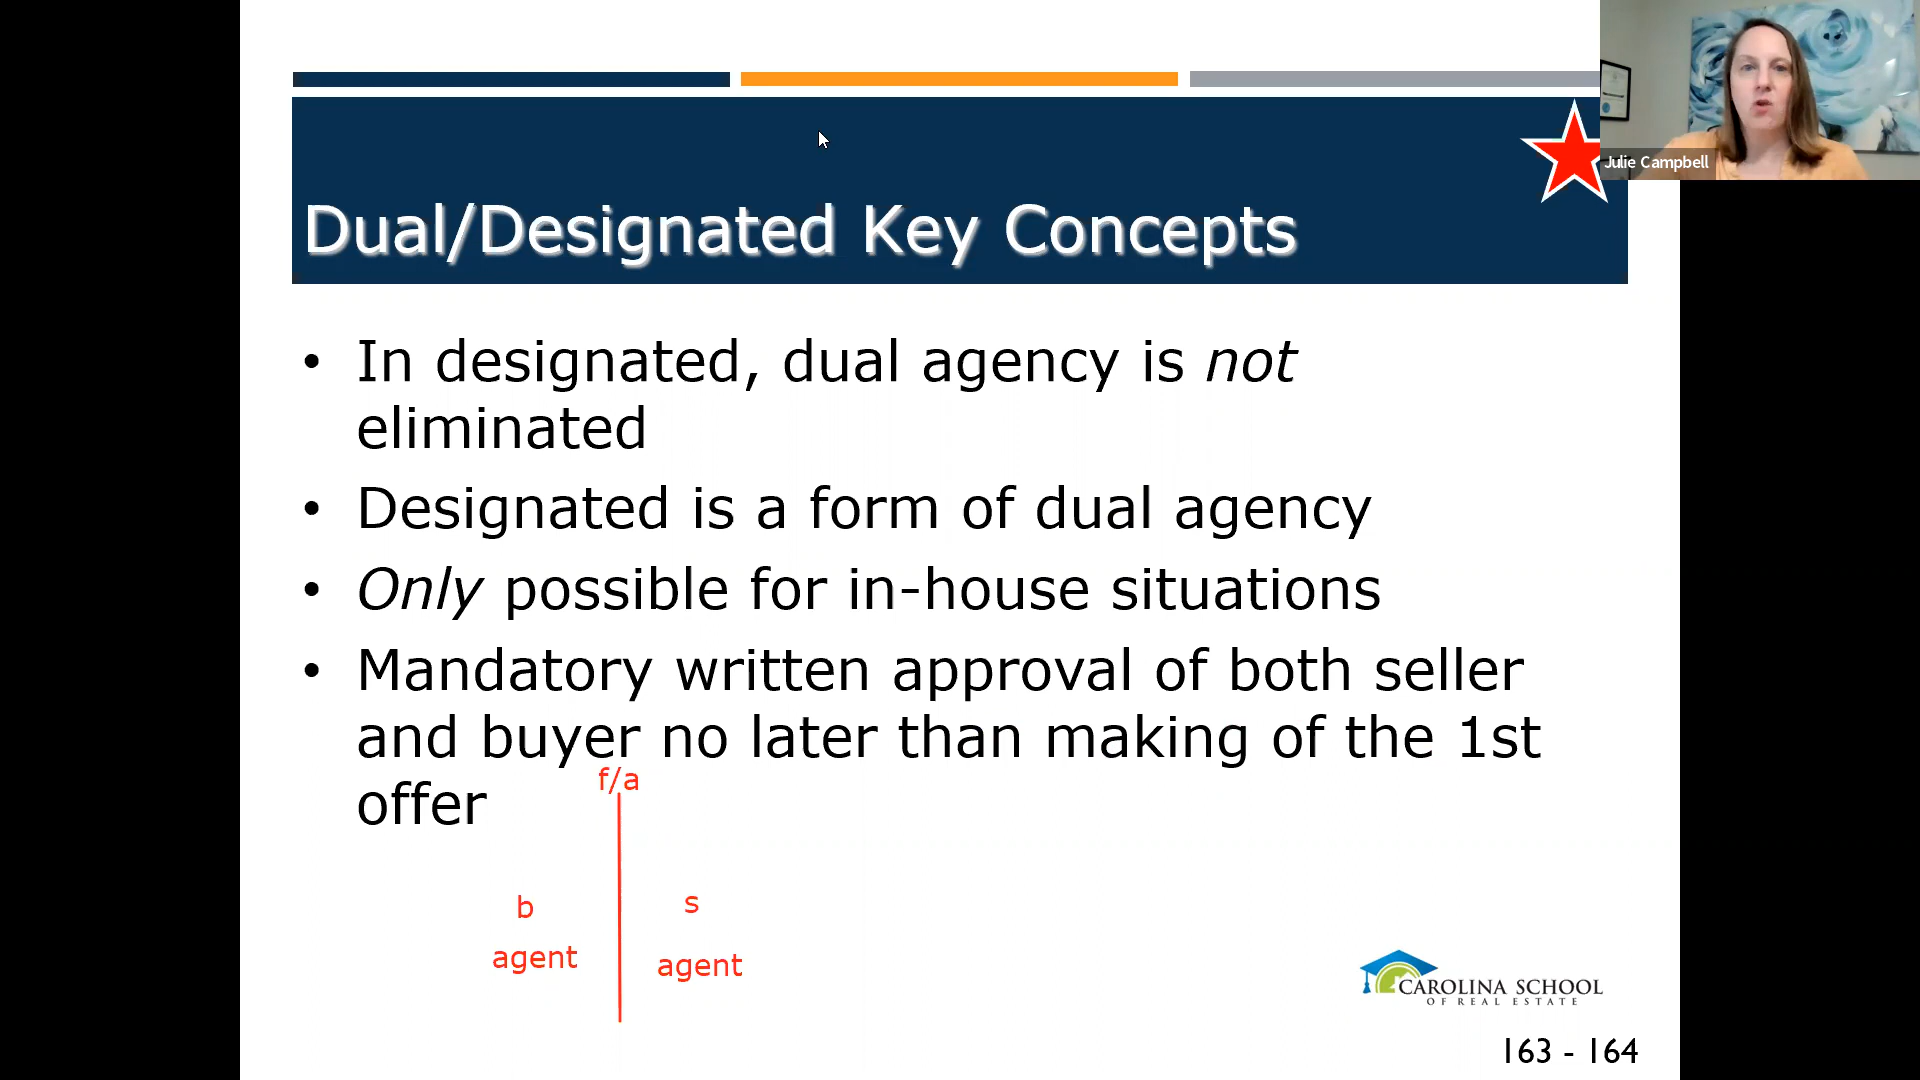 Julie Campbell
Dual/Designated Key Concepts
• In designated, dual agency is not
eliminated
• Designated is a form of dual agency
• Only possible for in-house situations
• Mandatory written approval of both seller
and buyer no later than making of the 1st
offer
f/a
b
s
agent
agent
CAROLINA SCHOOL
OF REAL ESTATE
163 - 164